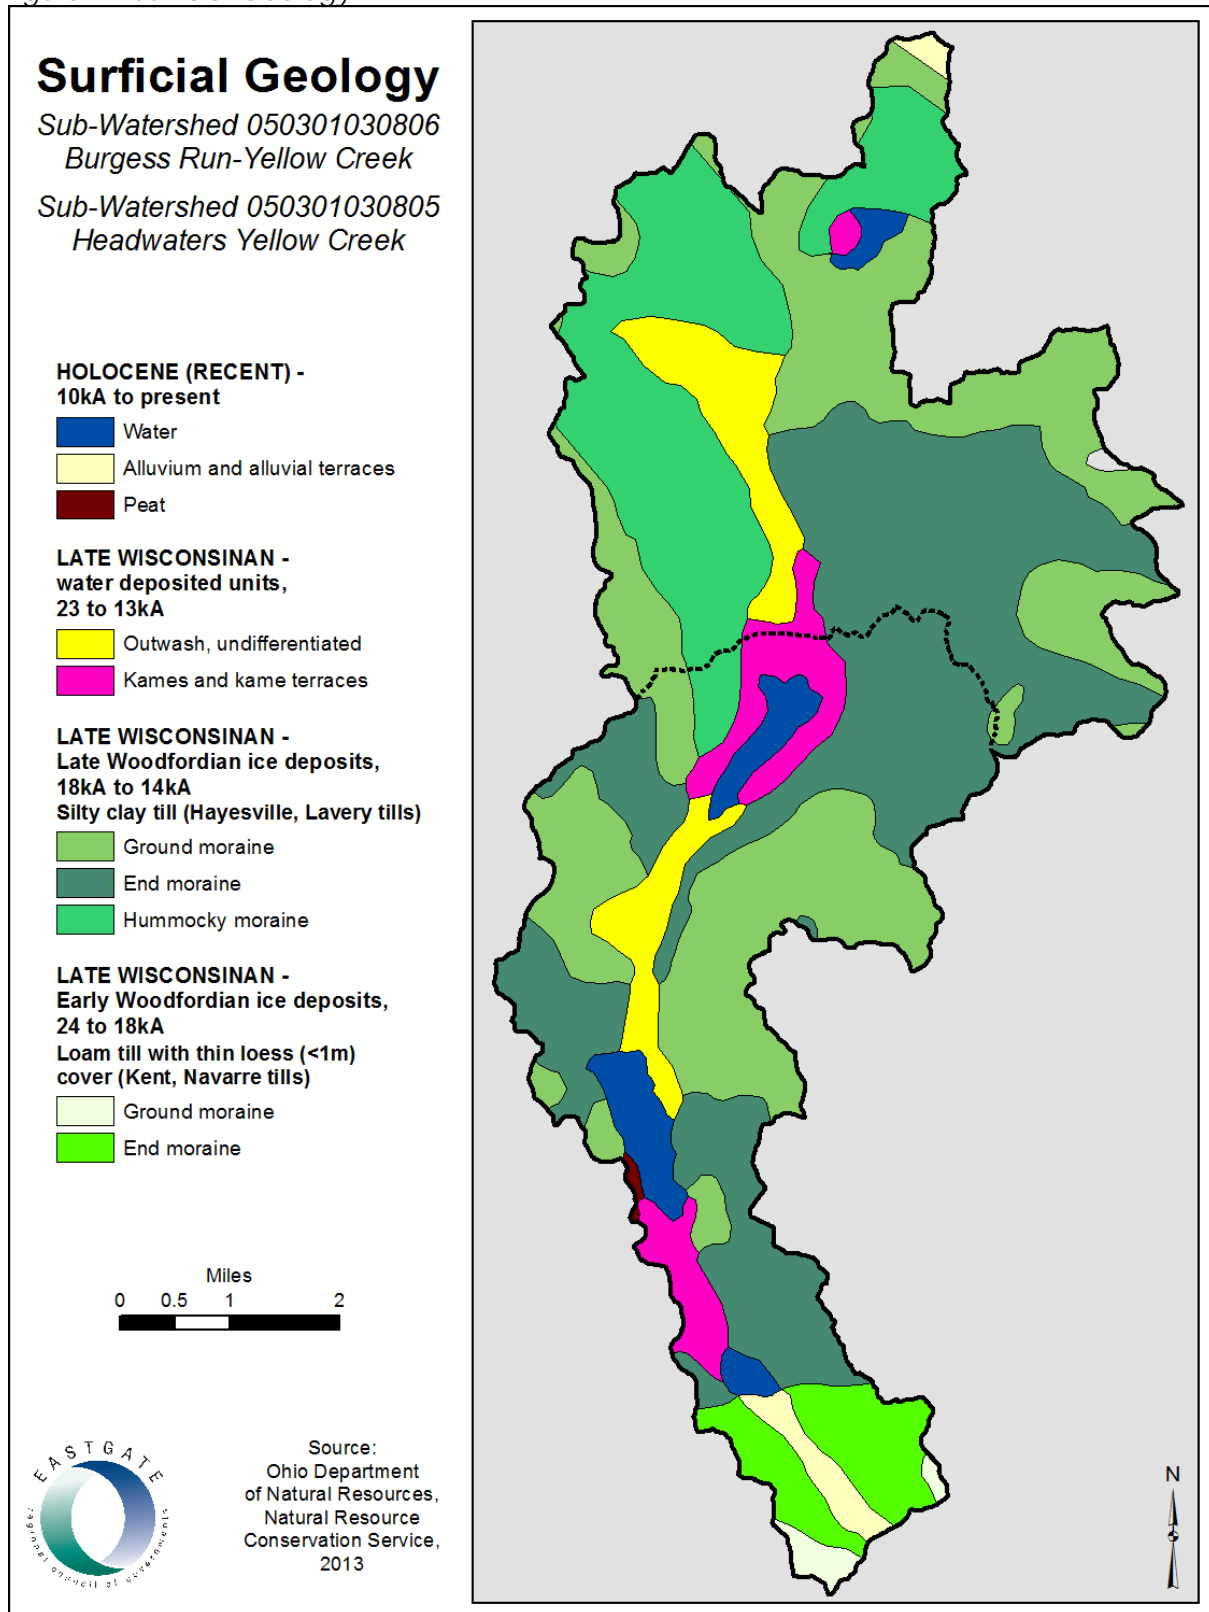 Surficial Geology
Sub-Watershed 050301030806
Burgess Run-Yellow Creek
Sub-Watershed 050301030805
Headwaters Yellow Creek
HOLOCENE (RECENT) -
10kA to present
Water
Alluvium and alluvial terraces
Peat
LATE WISCONSINAN -
water deposited units,
23 to 13kA
Outwash, undifferentiated
Kames and kame terraces
LATE WISCONSINAN -
Late Woodfordian ice deposits,
18kA to 14kA
Silty clay till (Hayesville, Lavery tills)
Ground moraine
End moraine
Hummocky moraine
LATE WISCONSINAN -
Early Woodfordian ice deposits,
24 to 18kA
Loam till with thin loess (<1m)
cover (Kent, Navarre tills)
Ground moraine
End moraine
Miles
0 0.5 1 2
EASTGATE
regional council of governments
Source:
Ohio Department
of Natural Resources,
Natural Resource
Conservation Service,
2013
N